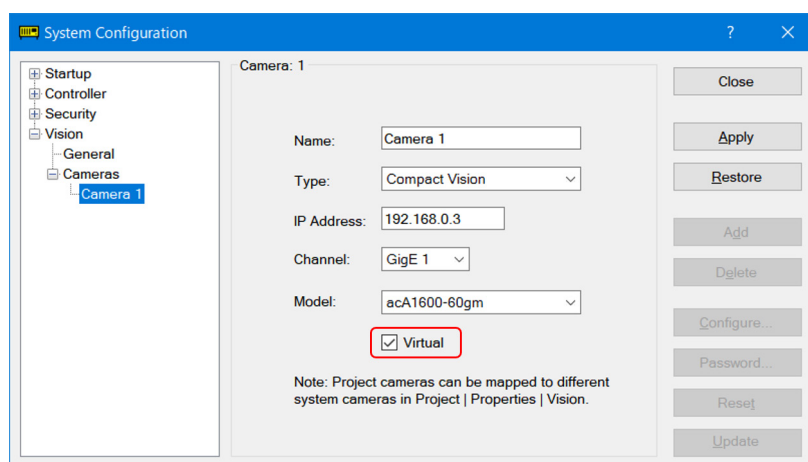 System Configuration
? ×
Startup
Controller
Security
Vision
General
Cameras
Camera 1
Camera: 1
Name: Camera 1
Type: Compact Vision
IP Address: 192.168.0.3
Channel: GigE 1
Model: acA1600-60gm
Virtual
Note: Project cameras can be mapped to different
system cameras in Project | Properties | Vision.
Close
Apply
Restore
Add
Delete
Configure...
Password...
Reset
Update